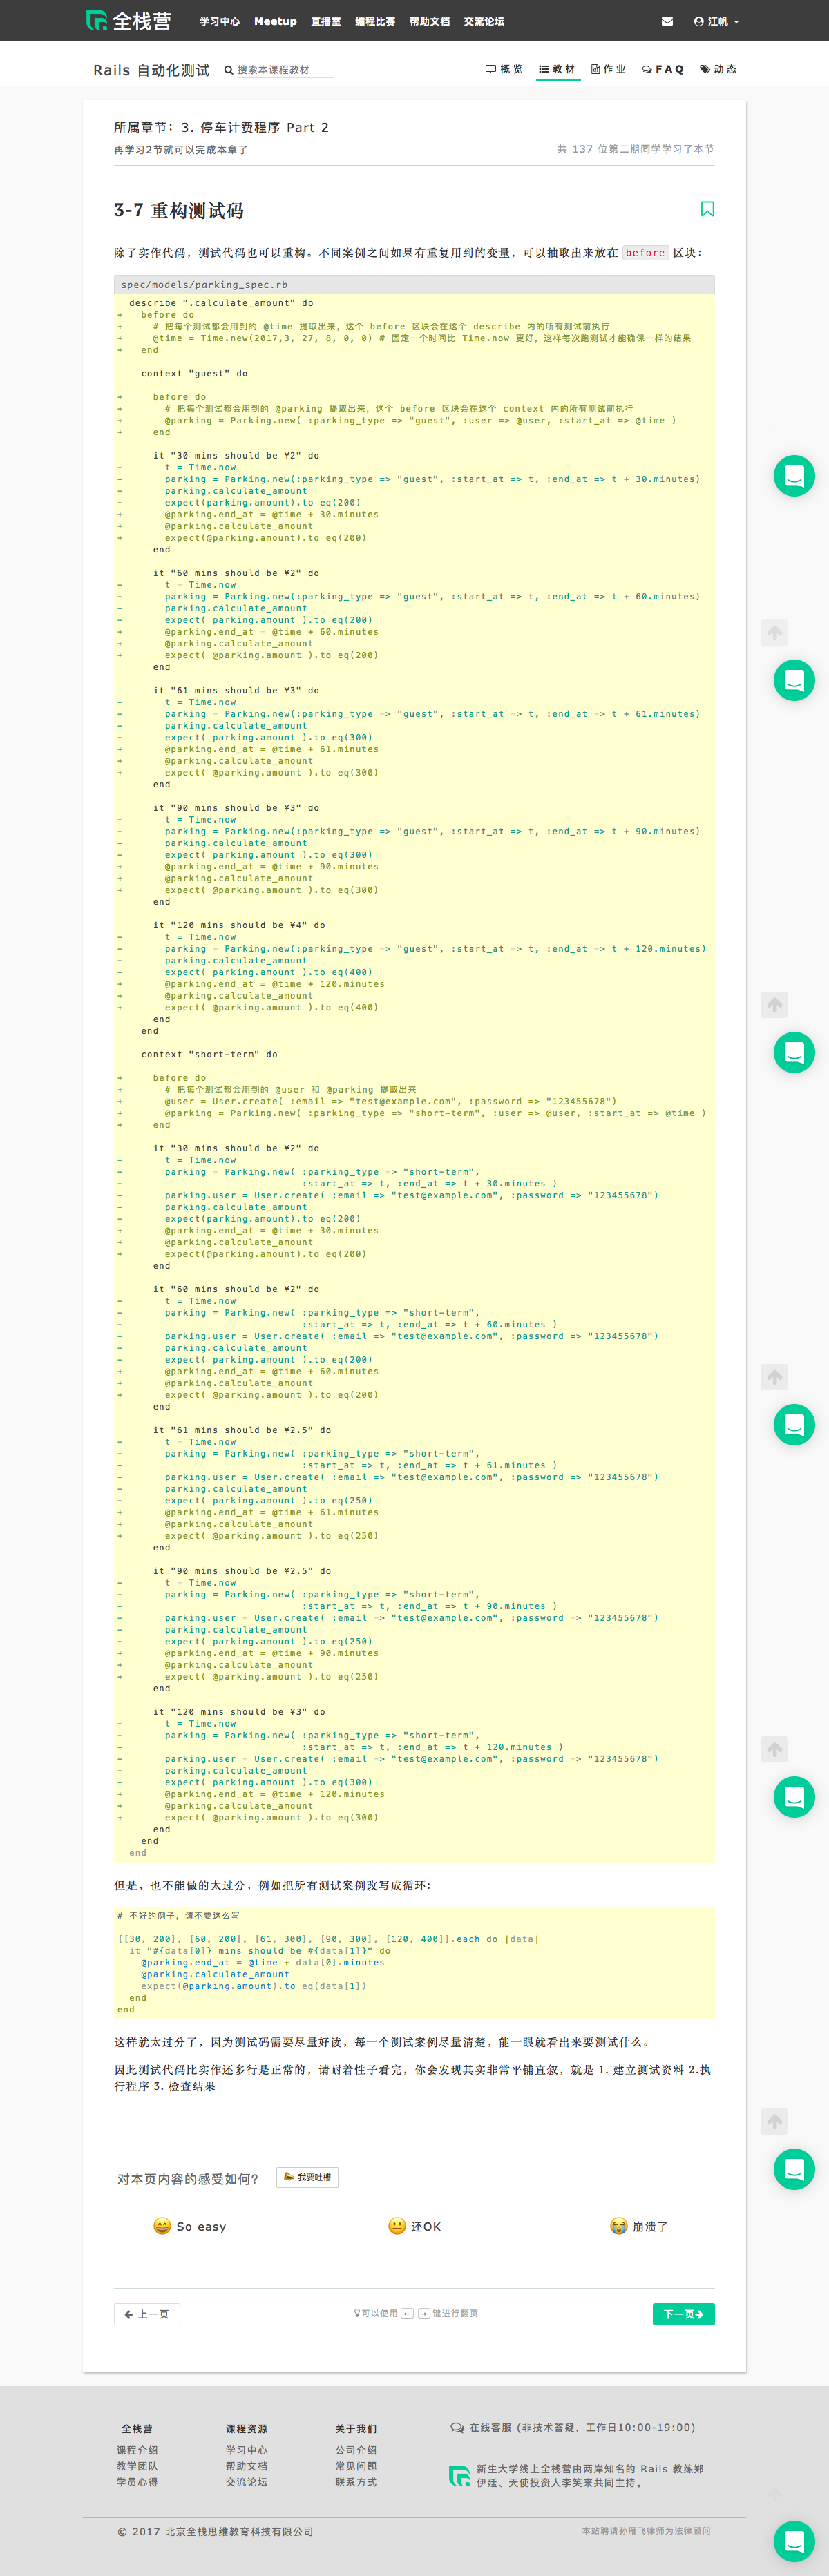 全栈营 学习中心 Meetup 直播室 编程比赛 帮助文档 交流论坛 江帆
Rails 自动化测试 搜索本课程教材 概览 教材 作业 FAQ 动态
所属章节：3. 停车计费程序 Part 2
再学习2节就可以完成本章了 共 137 位第二期同学学习了本节
3-7 重构测试码
除了实作代码，测试代码也可以重构。不同案例之间如果有重复用到的变量，可以抽取出来放在 before 区块：
spec/models/parking_spec.rb
  describe ".calculate_amount" do
+   before do
+     # 把每个测试都会用到的 @time 提取出来，这个 before 区块会在这个 describe 内的所有测试前执行
+     @time = Time.new(2017,3, 27, 8, 0, 0) # 固定一个时间比 Time.now 更好，这样每次跑测试才能确保一样的结果
+   end

    context "guest" do

+     before do
+       # 把每个测试都会用到的 @parking 提取出来，这个 before 区块会在这个 context 内的所有测试前执行
+       @parking = Parking.new( :parking_type => "guest", :user => @user, :start_at => @time )
+     end

      it "30 mins should be ¥2" do
-       t = Time.now
-       parking = Parking.new(:parking_type => "guest", :start_at => t, :end_at => t + 30.minutes)
-       parking.calculate_amount
-       expect(parking.amount).to eq(200)
+       @parking.end_at = @time + 30.minutes
+       @parking.calculate_amount
+       expect(@parking.amount).to eq(200)
      end

      it "60 mins should be ¥2" do
-       t = Time.now
-       parking = Parking.new(:parking_type => "guest", :start_at => t, :end_at => t + 60.minutes)
-       parking.calculate_amount
-       expect( parking.amount ).to eq(200)
+       @parking.end_at = @time + 60.minutes
+       @parking.calculate_amount
+       expect( @parking.amount ).to eq(200)
      end

      it "61 mins should be ¥3" do
-       t = Time.now
-       parking = Parking.new(:parking_type => "guest", :start_at => t, :end_at => t + 61.minutes)
-       parking.calculate_amount
-       expect( parking.amount ).to eq(300)
+       @parking.end_at = @time + 61.minutes
+       @parking.calculate_amount
+       expect( @parking.amount ).to eq(300)
      end

      it "90 mins should be ¥3" do
-       t = Time.now
-       parking = Parking.new(:parking_type => "guest", :start_at => t, :end_at => t + 90.minutes)
-       parking.calculate_amount
-       expect( parking.amount ).to eq(300)
+       @parking.end_at = @time + 90.minutes
+       @parking.calculate_amount
+       expect( @parking.amount ).to eq(300)
      end

      it "120 mins should be ¥4" do
-       t = Time.now
-       parking = Parking.new(:parking_type => "guest", :start_at => t, :end_at => t + 120.minutes)
-       parking.calculate_amount
-       expect( parking.amount ).to eq(400)
+       @parking.end_at = @time + 120.minutes
+       @parking.calculate_amount
+       expect( @parking.amount ).to eq(400)
      end
    end

    context "short-term" do

+     before do
+       # 把每个测试都会用到的 @user 和 @parking 提取出来
+       @user = User.create( :email => "test@example.com", :password => "123455678")
+       @parking = Parking.new( :parking_type => "short-term", :user => @user, :start_at => @time )
+     end

      it "30 mins should be ¥2" do
-       t = Time.now
-       parking = Parking.new( :parking_type => "short-term",
-                              :start_at => t, :end_at => t + 30.minutes )
-       parking.user = User.create( :email => "test@example.com", :password => "123455678")
-       parking.calculate_amount
-       expect(parking.amount).to eq(200)
+       @parking.end_at = @time + 30.minutes
+       @parking.calculate_amount
+       expect(@parking.amount).to eq(200)
      end

      it "60 mins should be ¥2" do
-       t = Time.now
-       parking = Parking.new( :parking_type => "short-term",
-                              :start_at => t, :end_at => t + 60.minutes )
-       parking.user = User.create( :email => "test@example.com", :password => "123455678")
-       parking.calculate_amount
-       expect( parking.amount ).to eq(200)
+       @parking.end_at = @time + 60.minutes
+       @parking.calculate_amount
+       expect( @parking.amount ).to eq(200)
      end

      it "61 mins should be ¥2.5" do
-       t = Time.now
-       parking = Parking.new( :parking_type => "short-term",
-                              :start_at => t, :end_at => t + 61.minutes )
-       parking.user = User.create( :email => "test@example.com", :password => "123455678")
-       parking.calculate_amount
-       expect( parking.amount ).to eq(250)
+       @parking.end_at = @time + 61.minutes
+       @parking.calculate_amount
+       expect( @parking.amount ).to eq(250)
      end

      it "90 mins should be ¥2.5" do
-       t = Time.now
-       parking = Parking.new( :parking_type => "short-term",
-                              :start_at => t, :end_at => t + 90.minutes )
-       parking.user = User.create( :email => "test@example.com", :password => "123455678")
-       parking.calculate_amount
-       expect( parking.amount ).to eq(250)
+       @parking.end_at = @time + 90.minutes
+       @parking.calculate_amount
+       expect( @parking.amount ).to eq(250)
      end

      it "120 mins should be ¥3" do
-       t = Time.now
-       parking = Parking.new( :parking_type => "short-term",
-                              :start_at => t, :end_at => t + 120.minutes )
-       parking.user = User.create( :email => "test@example.com", :password => "123455678")
-       parking.calculate_amount
-       expect( parking.amount ).to eq(300)
+       @parking.end_at = @time + 120.minutes
+       @parking.calculate_amount
+       expect( @parking.amount ).to eq(300)
      end
    end
  end
但是，也不能做的太过分，例如把所有测试案例改写成循环：
# 不好的例子，请不要这么写

[[30, 200], [60, 200], [61, 300], [90, 300], [120, 400]].each do |data|
  it "#{data[0]} mins should be #{data[1]}" do
    @parking.end_at = @time + data[0].minutes
    @parking.calculate_amount
    expect(@parking.amount).to eq(data[1])
  end
end
这样就太过分了，因为测试码需要尽量好读，每一个测试案例尽量清楚，能一眼就看出来要测试什么。
因此测试代码比实作还多行是正常的，请耐着性子看完，你会发现其实非常平铺直叙，就是 1. 建立测试资料 2.执
行程序 3. 检查结果
对本页内容的感受如何？ 我要吐槽
So easy 还OK 崩溃了
← 上一页 可以使用 ← → 键进行翻页 下一页→
全栈营 课程资源 关于我们 在线客服 (非技术答疑，工作日10:00-19:00)
课程介绍 学习中心 公司介绍
教学团队 帮助文档 常见问题 新生大学线上全栈营由两岸知名的 Rails 教练郑
学员心得 交流论坛 联系方式 伊廷、天使投资人李笑来共同主持。
© 2017 北京全栈思维教育科技有限公司 本站聘请孙雁飞律师为法律顾问